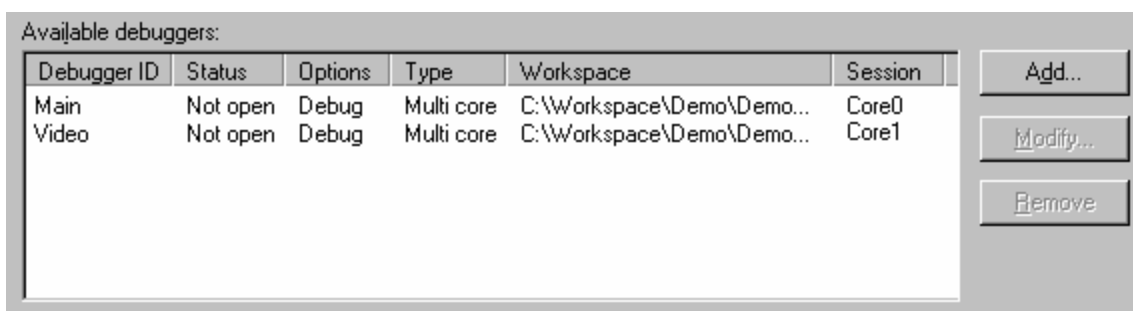 Available debuggers:
Debugger ID Status Options Type Workspace Session
Main Not open Debug Multi core C:\Workspace\Demo\Demo... Core0
Video Not open Debug Multi core C:\Workspace\Demo\Demo... Core1
Add...
Modify...
Remove